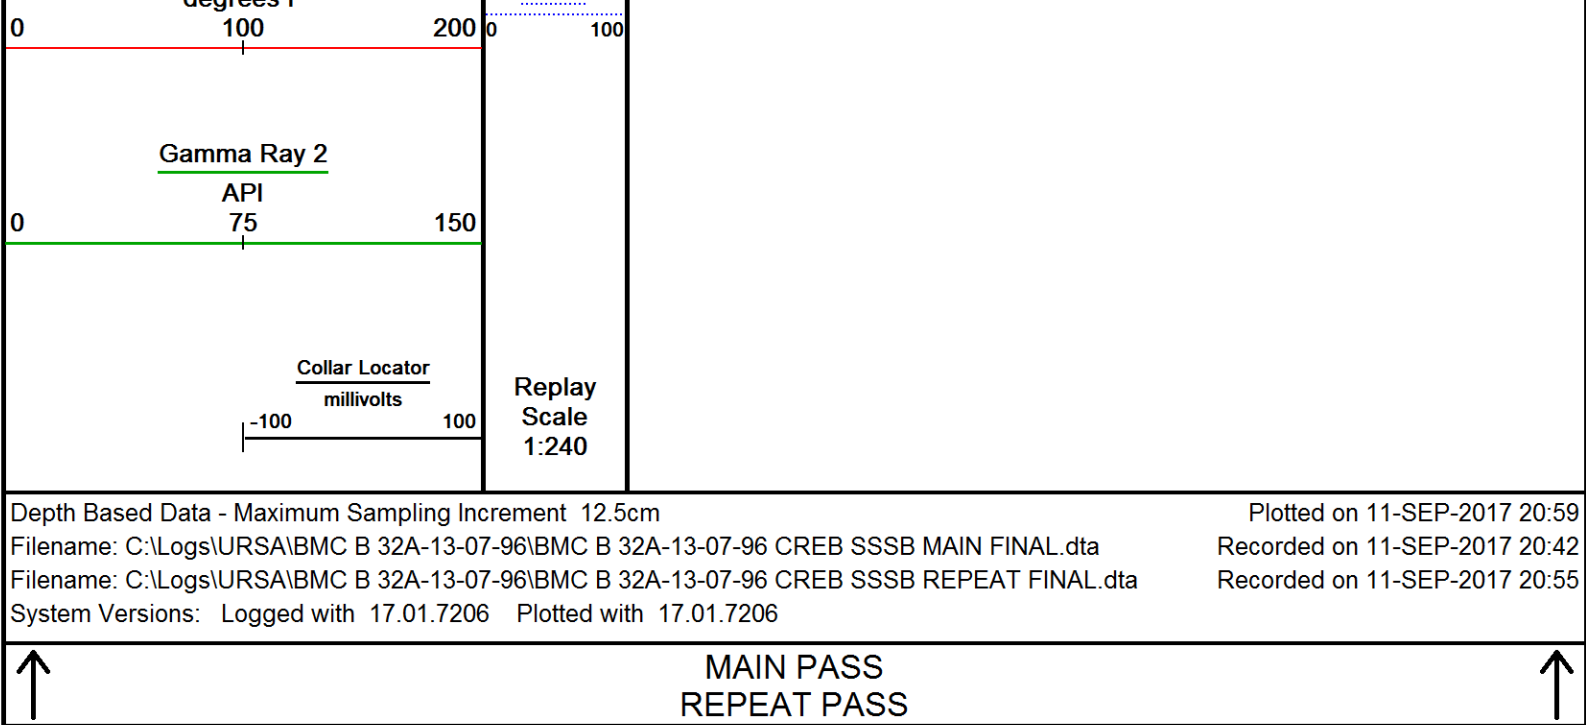 degrees F
0 100 200 0 100
Gamma Ray 2
API
0 75 150
Collar Locator
millivolts
-100 100
Replay
Scale
1:240
Depth Based Data - Maximum Sampling Increment 12.5cm Plotted on 11-SEP-2017 20:59
Filename: C:\Logs\URSA\BMC B 32A-13-07-96\BMC B 32A-13-07-96 CREB SSSB MAIN FINAL.dta Recorded on 11-SEP-2017 20:42
Filename: C:\Logs\URSA\BMC B 32A-13-07-96\BMC B 32A-13-07-96 CREB SSSB REPEAT FINAL.dta Recorded on 11-SEP-2017 20:55
System Versions: Logged with 17.01.7206 Plotted with 17.01.7206
MAIN PASS
REPEAT PASS